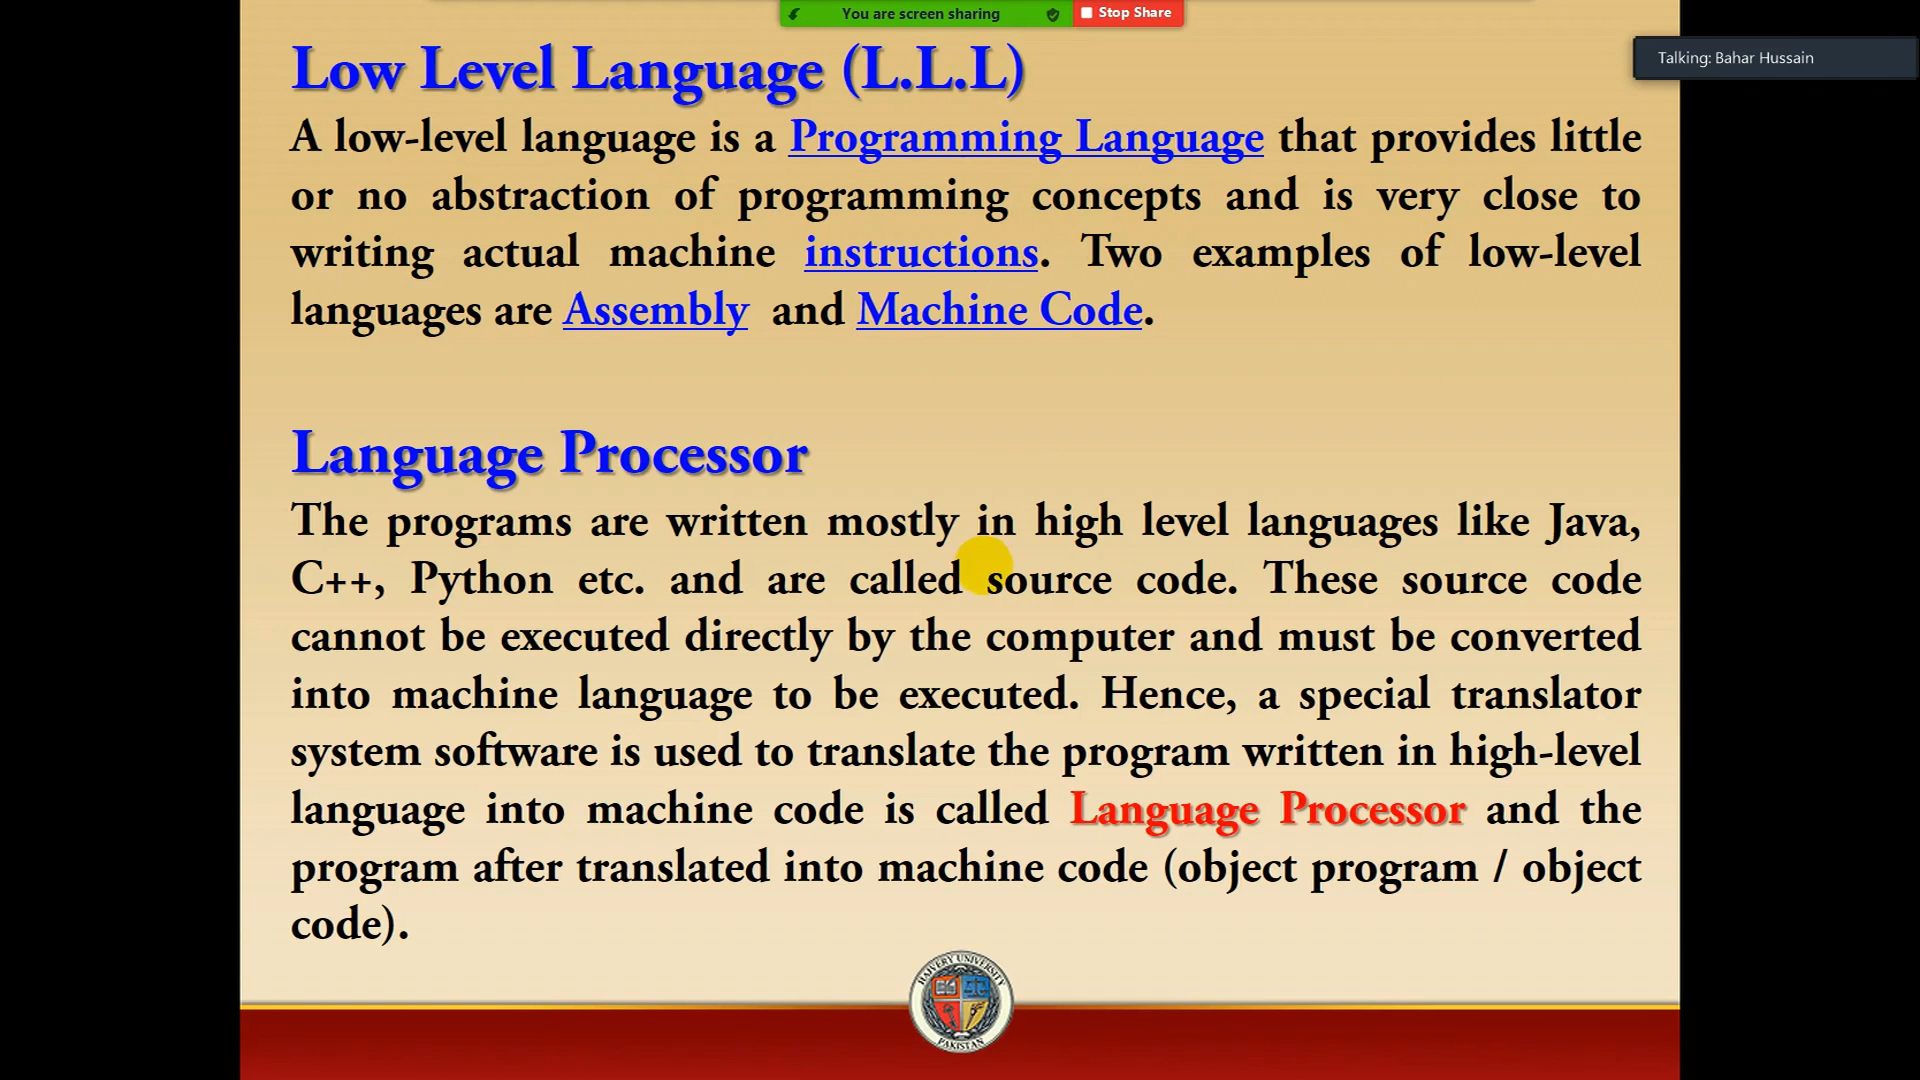 You are screen sharing
Stop Share
Talking: Bahar Hussain
Low Level Language (L.L.L)
A low-level language is a Programming Language that provides little
or no abstraction of programming concepts and is very close to
writing actual machine instructions. Two examples of low-level
languages are Assembly and Machine Code.
Language Processor
The programs are written mostly in high level languages like Java,
C++, Python etc. and are called source code. These source code
cannot be executed directly by the computer and must be converted
into machine language to be executed. Hence, a special translator
system software is used to translate the program written in high-level
language into machine code is called Language Processor and the
program after translated into machine code (object program / object
code).
UNIVERSITY
PAKISTAN